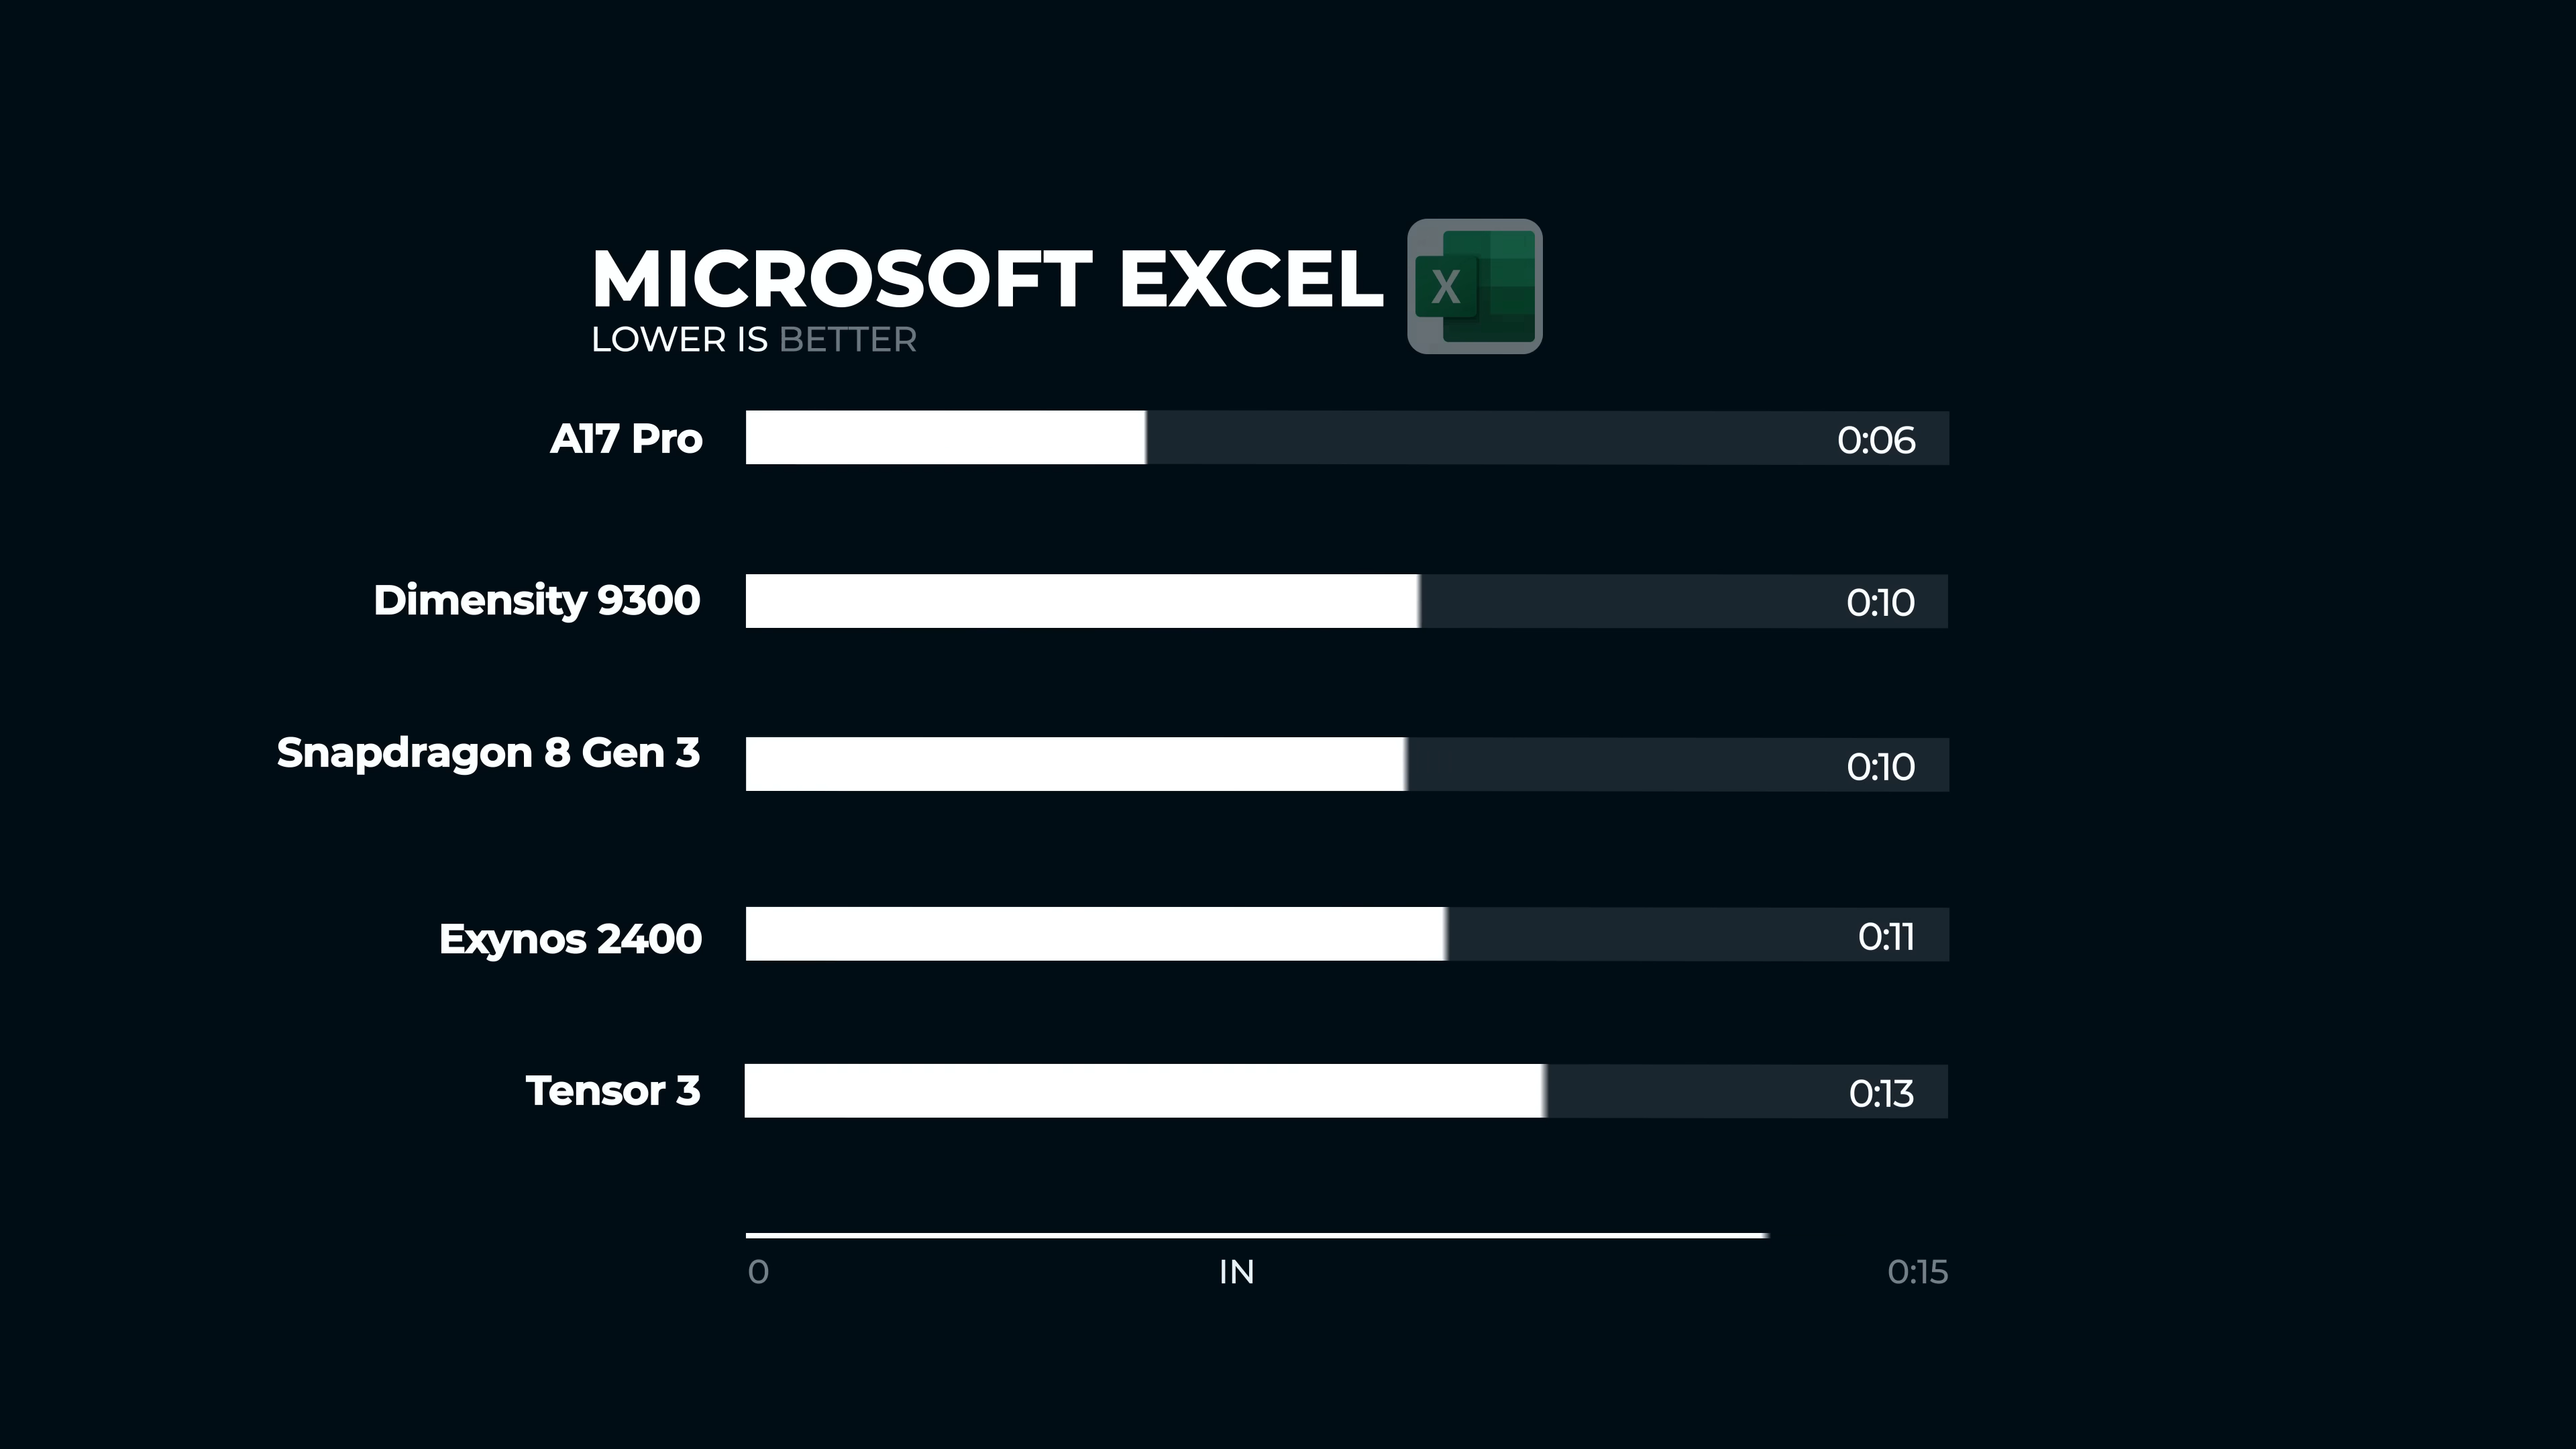 MICROSOFT EXCEL X
LOWER IS BETTER
A17 Pro 0:06
Dimensity 9300 0:10
Snapdragon 8 Gen 3 0:10
Exynos 2400 0:11
Tensor 3 0:13
0 IN 0:15